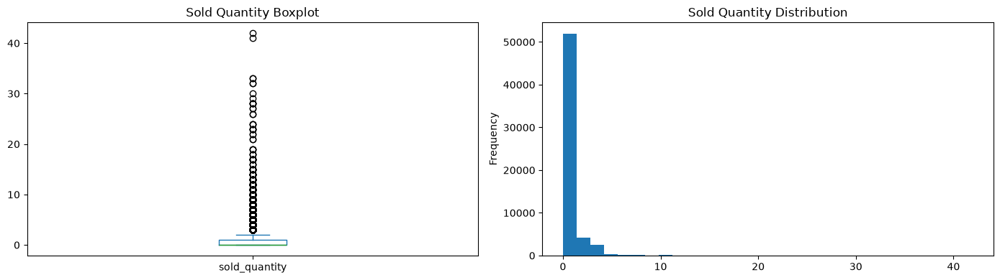 Sold Quantity Boxplot
40
30
20
10
0
sold_quantity
Sold Quantity Distribution
Frequency
50000
40000
30000
20000
10000
0
0 10 20 30 40